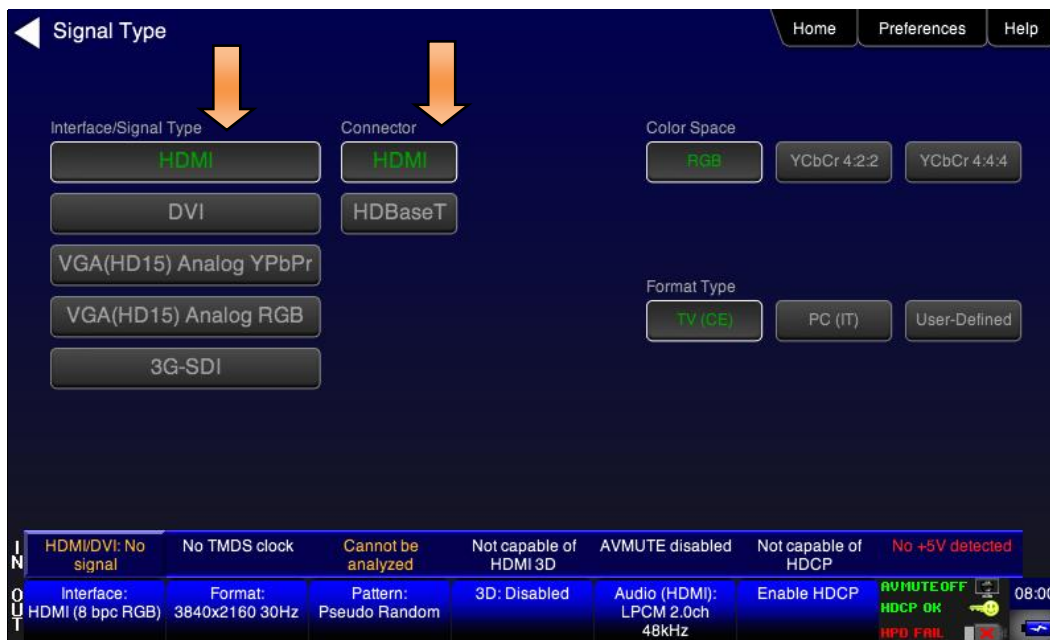 Signal Type
Home
Preferences
Help
Interface/Signal Type
Connector
Color Space
HDMI
HDMI
RGB
YCbCr 4:2:2
YCbCr 4:4:4
DVI
HDBaseT
VGA(HD15) Analog YPbPr
VGA(HD15) Analog RGB
3G-SDI
Format Type
TV (CE)
PC (IT)
User-Defined
IN
HDMI/DVI: No
signal
No TMDS clock
Cannot be
analyzed
Not capable of
HDMI 3D
AVMUTE disabled
Not capable of
HDCP
No +5V detected
OUT
Interface:
HDMI (8 bpc RGB)
Format:
3840x2160 30Hz
Pattern:
Pseudo Random
3D: Disabled
Audio (HDMI):
LPCM 2.0ch
48kHz
Enable HDCP
AVMUTEOFF
HDCP OK
HPD FAIL
08:00